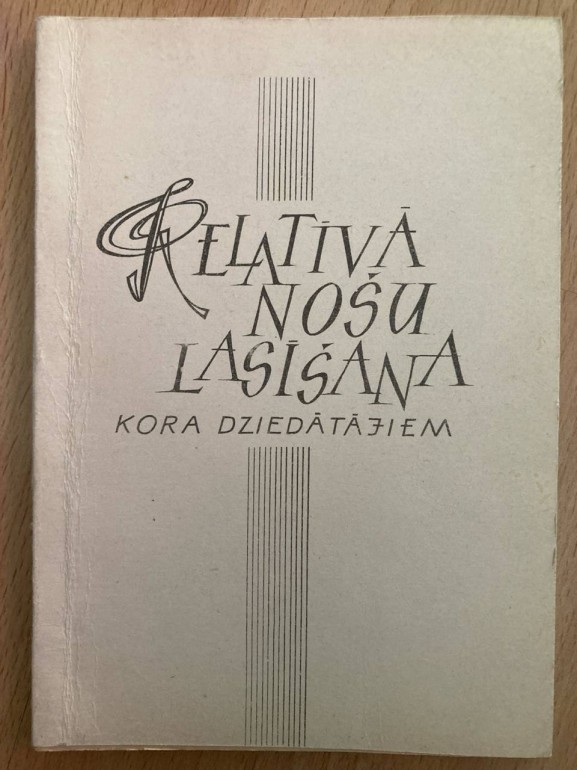 RELATĪVĀ
NOŠU
LASĪŠANA
KORA DZIEDĀTĀJIEM